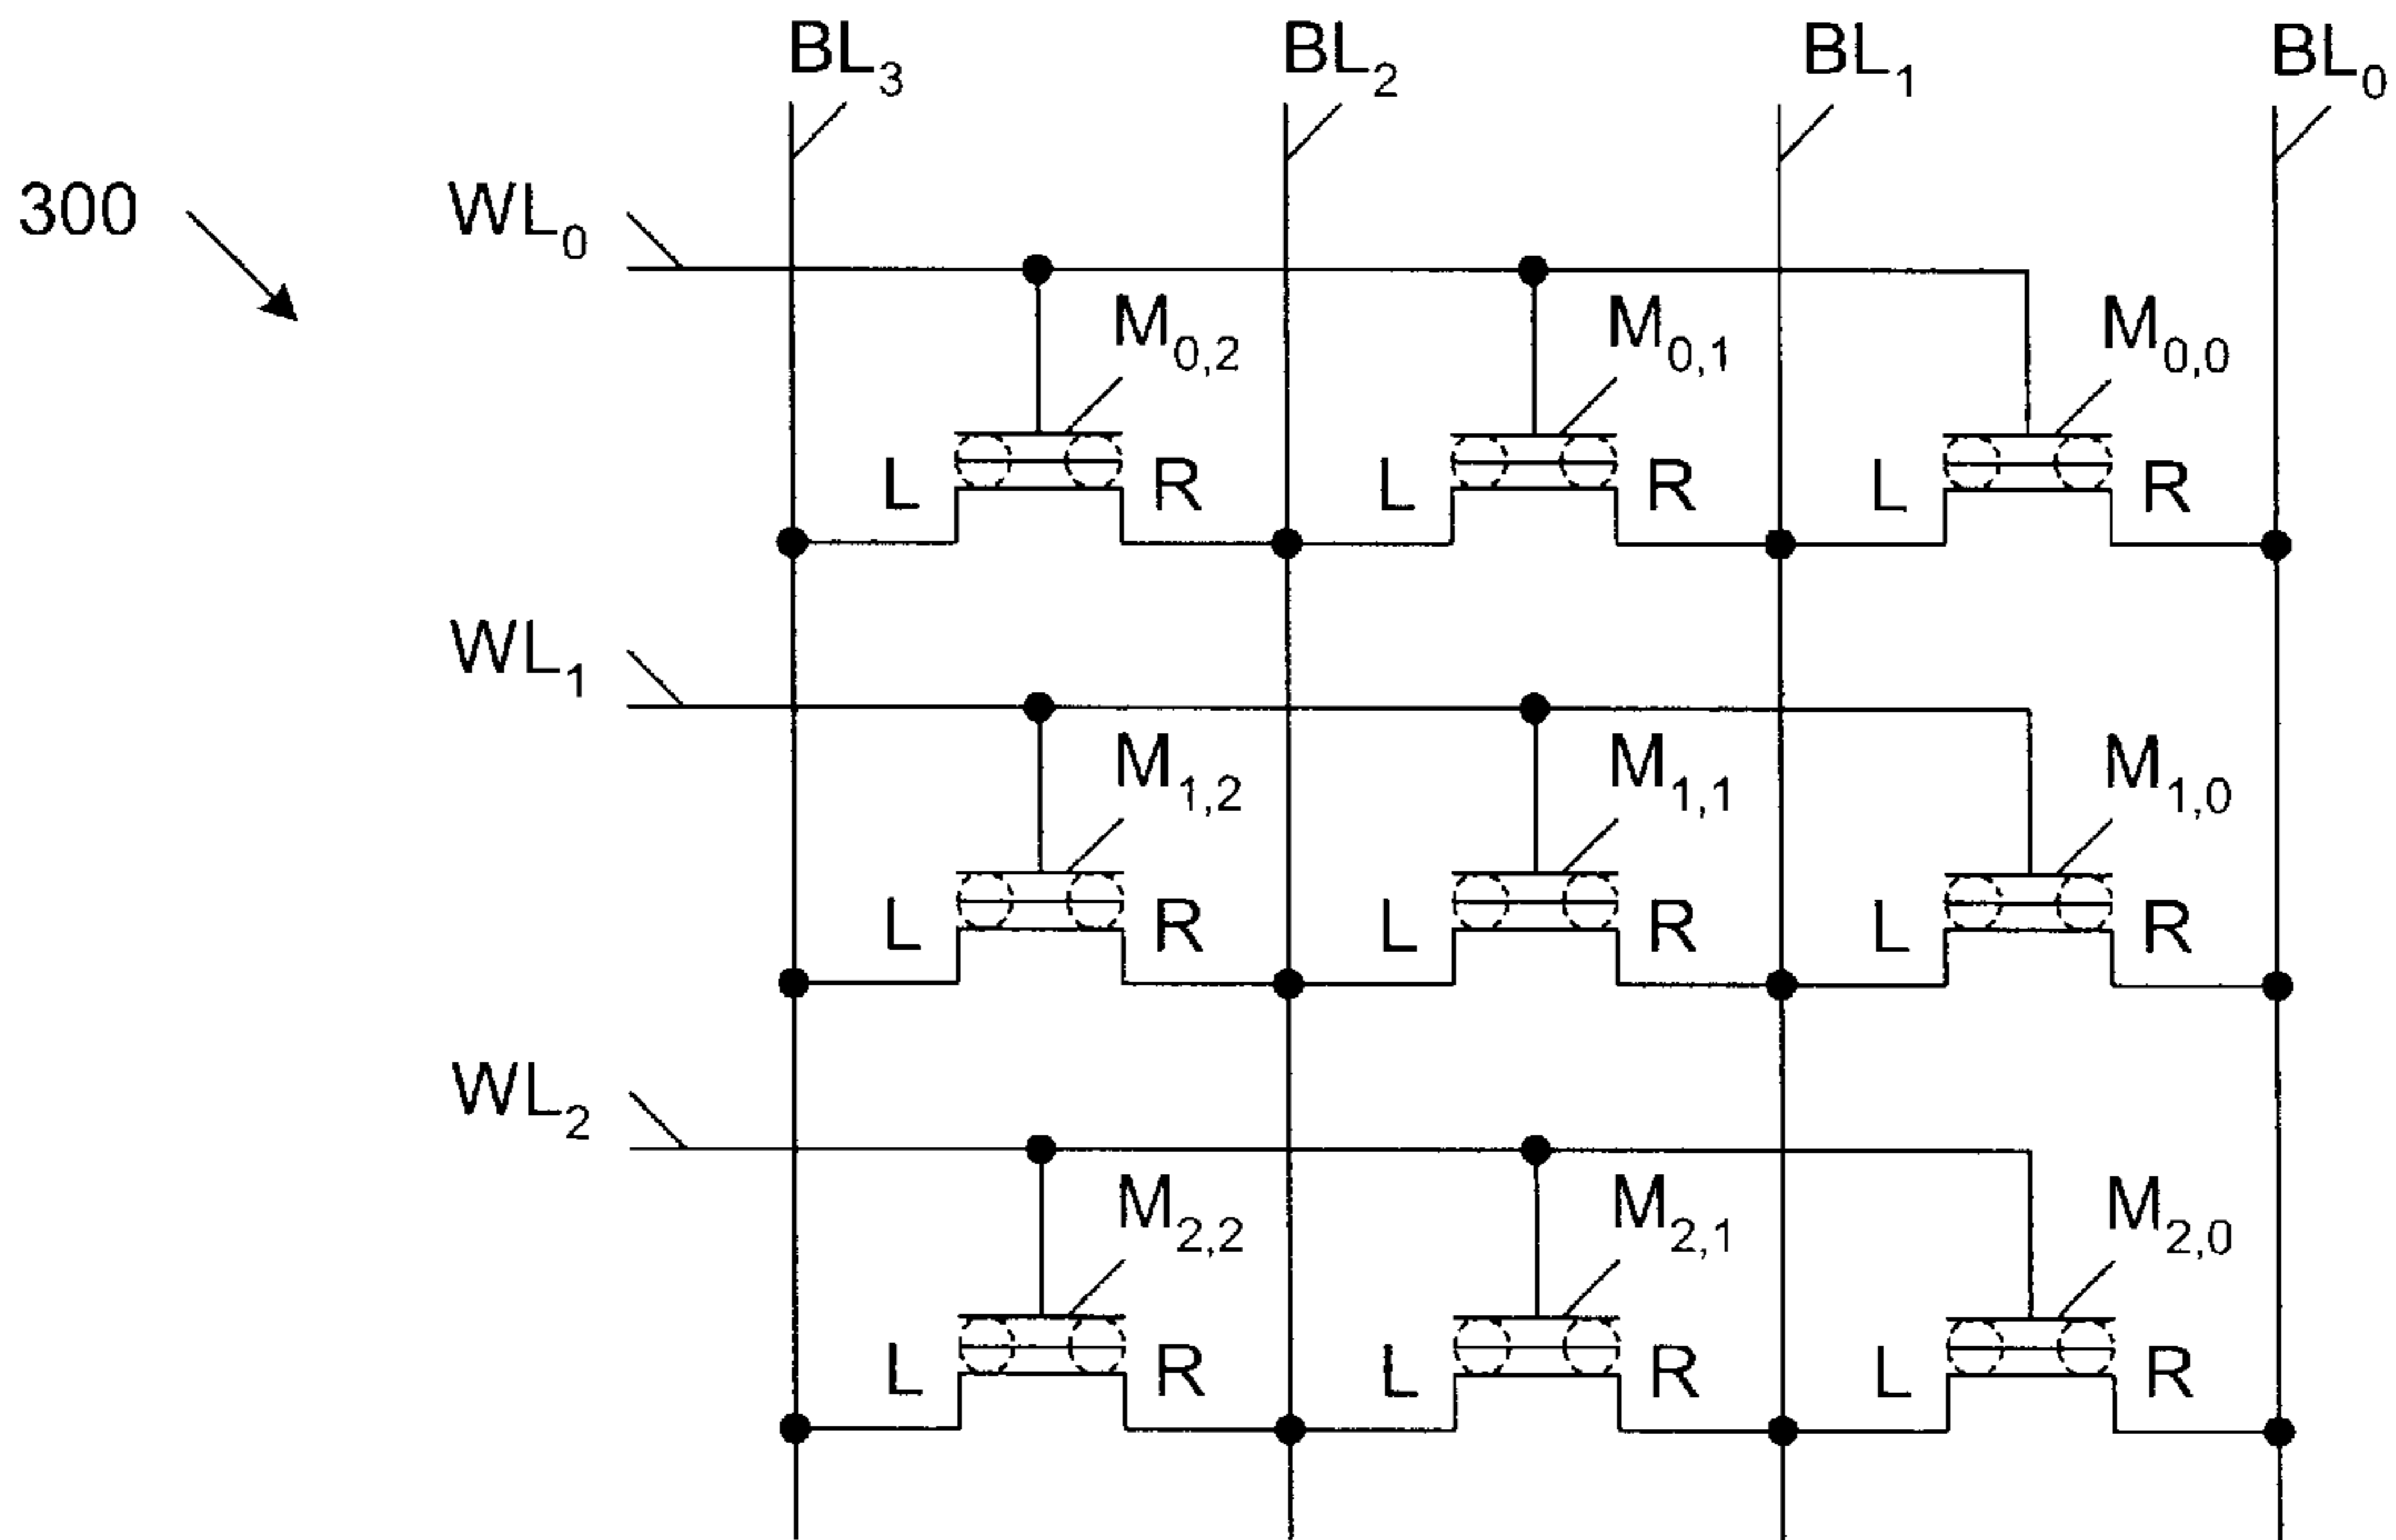 BL₃ BL₂ BL₁ BL₀
300
WL₀
M₀,₂ M₀,₁ M₀,₀
L R L R L R
WL₁
M₁,₂ M₁,₁ M₁,₀
L R L R L R
WL₂
M₂,₂ M₂,₁ M₂,₀
L R L R L R